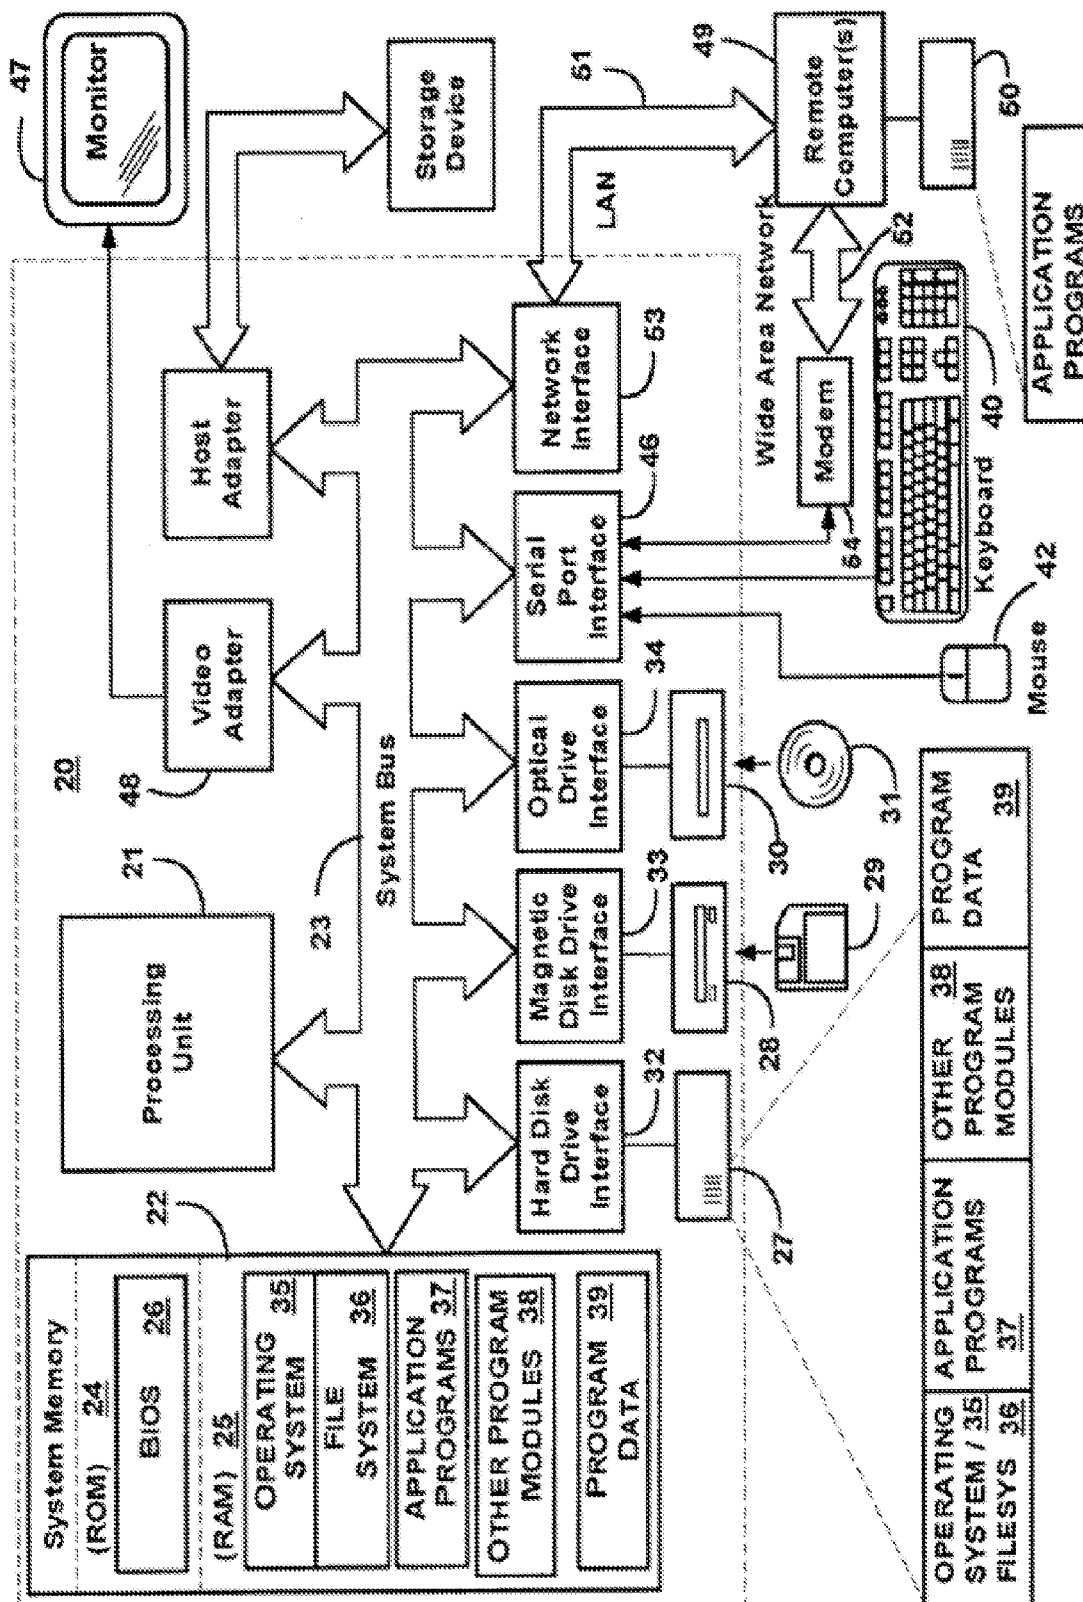 47
Monitor
20
System Memory
(ROM) 24
BIOS 26
(RAM) 25
OPERATING
SYSTEM 35
FILE
SYSTEM 36
APPLICATION
PROGRAMS 37
OTHER PROGRAM
MODULES 38
PROGRAM
DATA 39
22
Processing
Unit
21
48
Video
Adapter
Host
Adapter
Storage
Device
23
System Bus
Hard Disk
Drive
Interface
32
Magnetic
Disk Drive
Interface
33
Optical
Drive
Interface
34
Serial
Port
Interface
46
Network
Interface
53
LAN
51
27
28
29
30
31
Wide Area Network
52
Modem
54
Remote
Computer(s)
49
50
Keyboard
40
Mouse
42
OPERATING
SYSTEM / 35
FILESYS 36
APPLICATION
PROGRAMS
37
OTHER 38
PROGRAM
MODULES
PROGRAM
DATA 39
APPLICATION
PROGRAMS